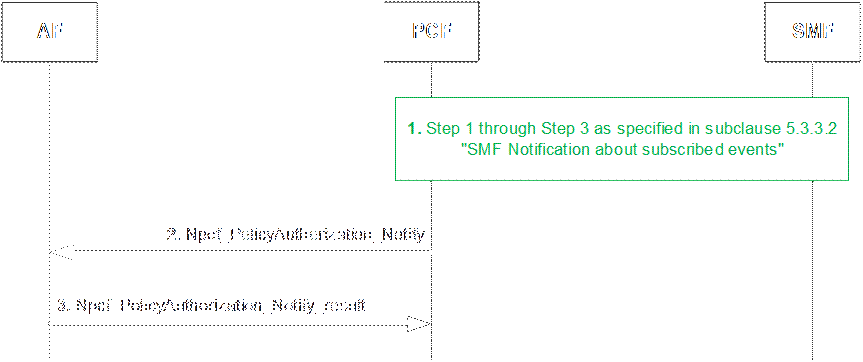 AF
PCF
SMF
1. Step 1 through Step 3 as specified in subclause 5.3.3.2
"SMF Notification about subscribed events"
2. Npcf_PolicyAuthorization_Notify
3. Npcf_PolicyAuthorization_Notify_result